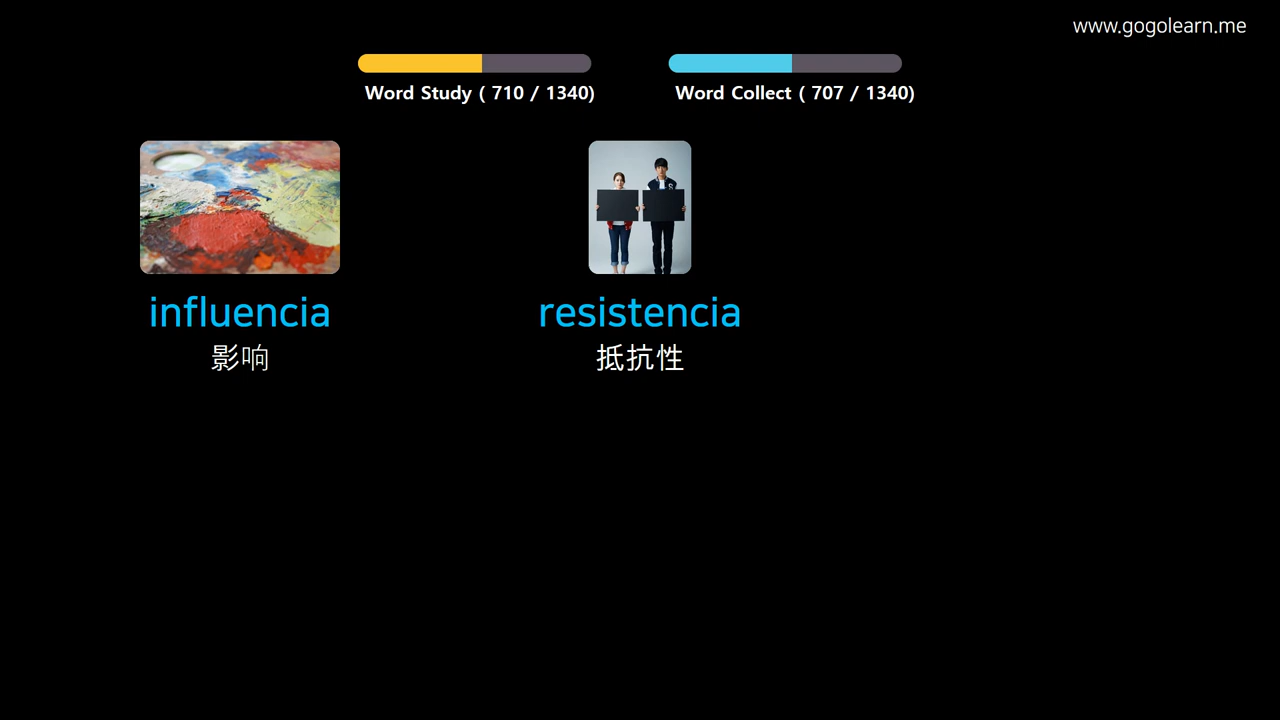 www.gogolearn.me
Word Study ( 710 / 1340)
Word Collect ( 707 / 1340)
influencia
影响
resistencia
抵抗性